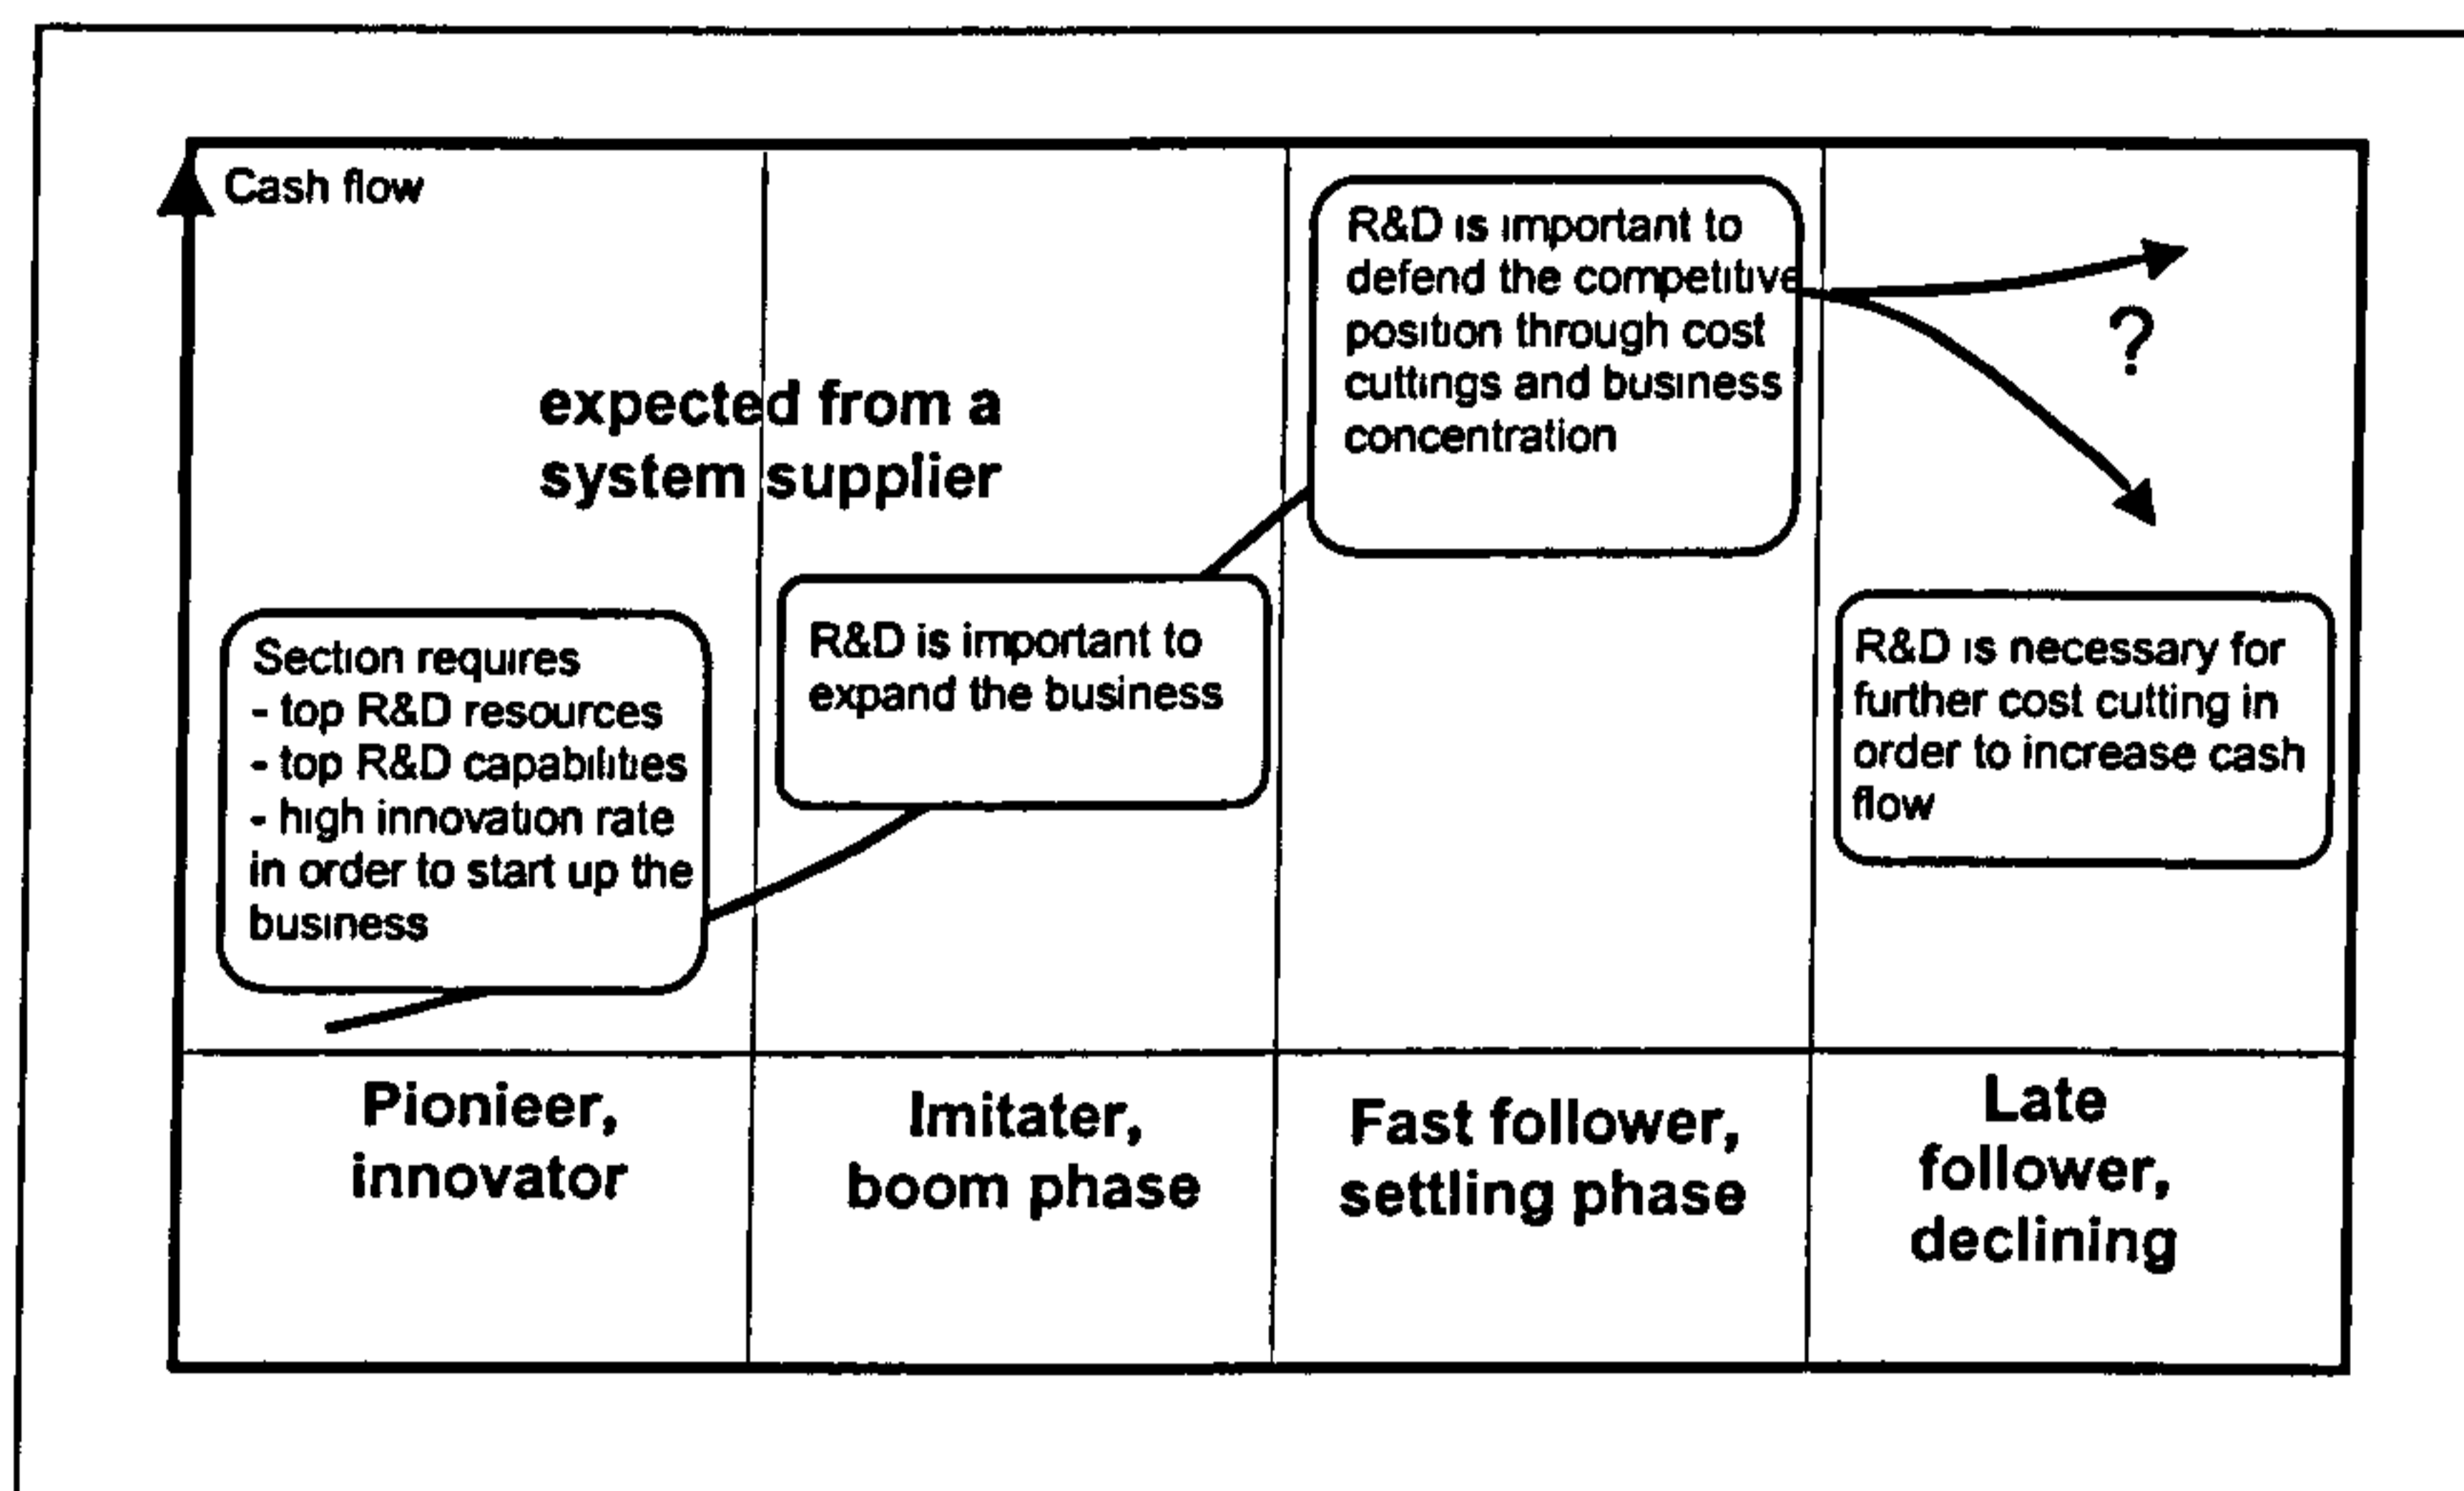 Cash flow
expected from a
system supplier
Section requires
- top R&D resources
- top R&D capabilities
- high innovation rate
in order to start up the
business
R&D is important to
expand the business
R&D is important to
defend the competitive
position through cost
cuttings and business
concentration
?
R&D is necessary for
further cost cutting in
order to increase cash
flow
Pionieer,
innovator
Imitater,
boom phase
Fast follower,
settling phase
Late
follower,
declining